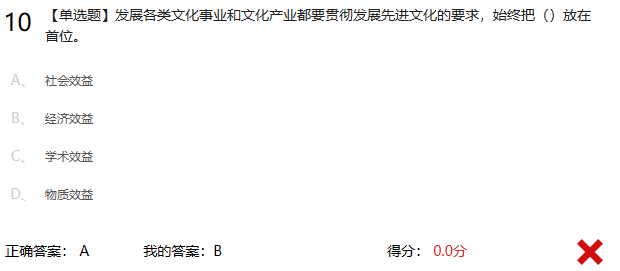 10 【单选题】发展各类文化事业和文化产业都要贯彻发展先进文化的要求，始终把（）放在
首位。
A、 社会效益
B、 经济效益
C、 学术效益
D、 物质效益
正确答案： A 我的答案：B 得分： 0.0分